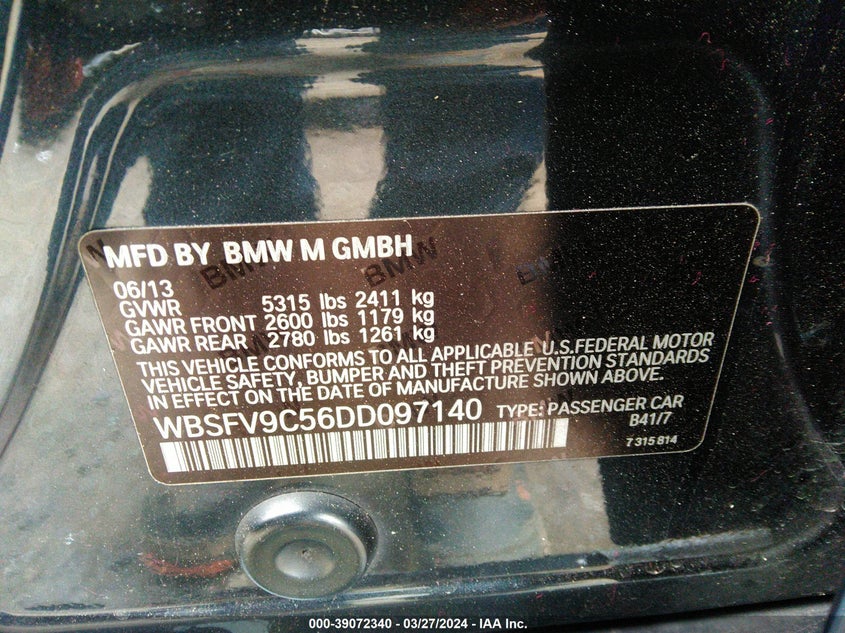 MFD BY BMW M GMBH
06/13
GVWR 5315 lbs 2411 kg
GAWR FRONT 2600 lbs 1179 kg
GAWR REAR 2780 lbs 1261 kg
THIS VEHICLE CONFORMS TO ALL APPLICABLE U.S.FEDERAL MOTOR
VEHICLE SAFETY, BUMPER AND THEFT PREVENTION STANDARDS
IN EFFECT ON THE DATE OF MANUFACTURE SHOWN ABOVE.
WBSFV9C56DD097140 TYPE: PASSENGER CAR
B41/7
7 315 814
BMW
BMW
BMW
000-39072340 - 03/27/2024 - IAA Inc.